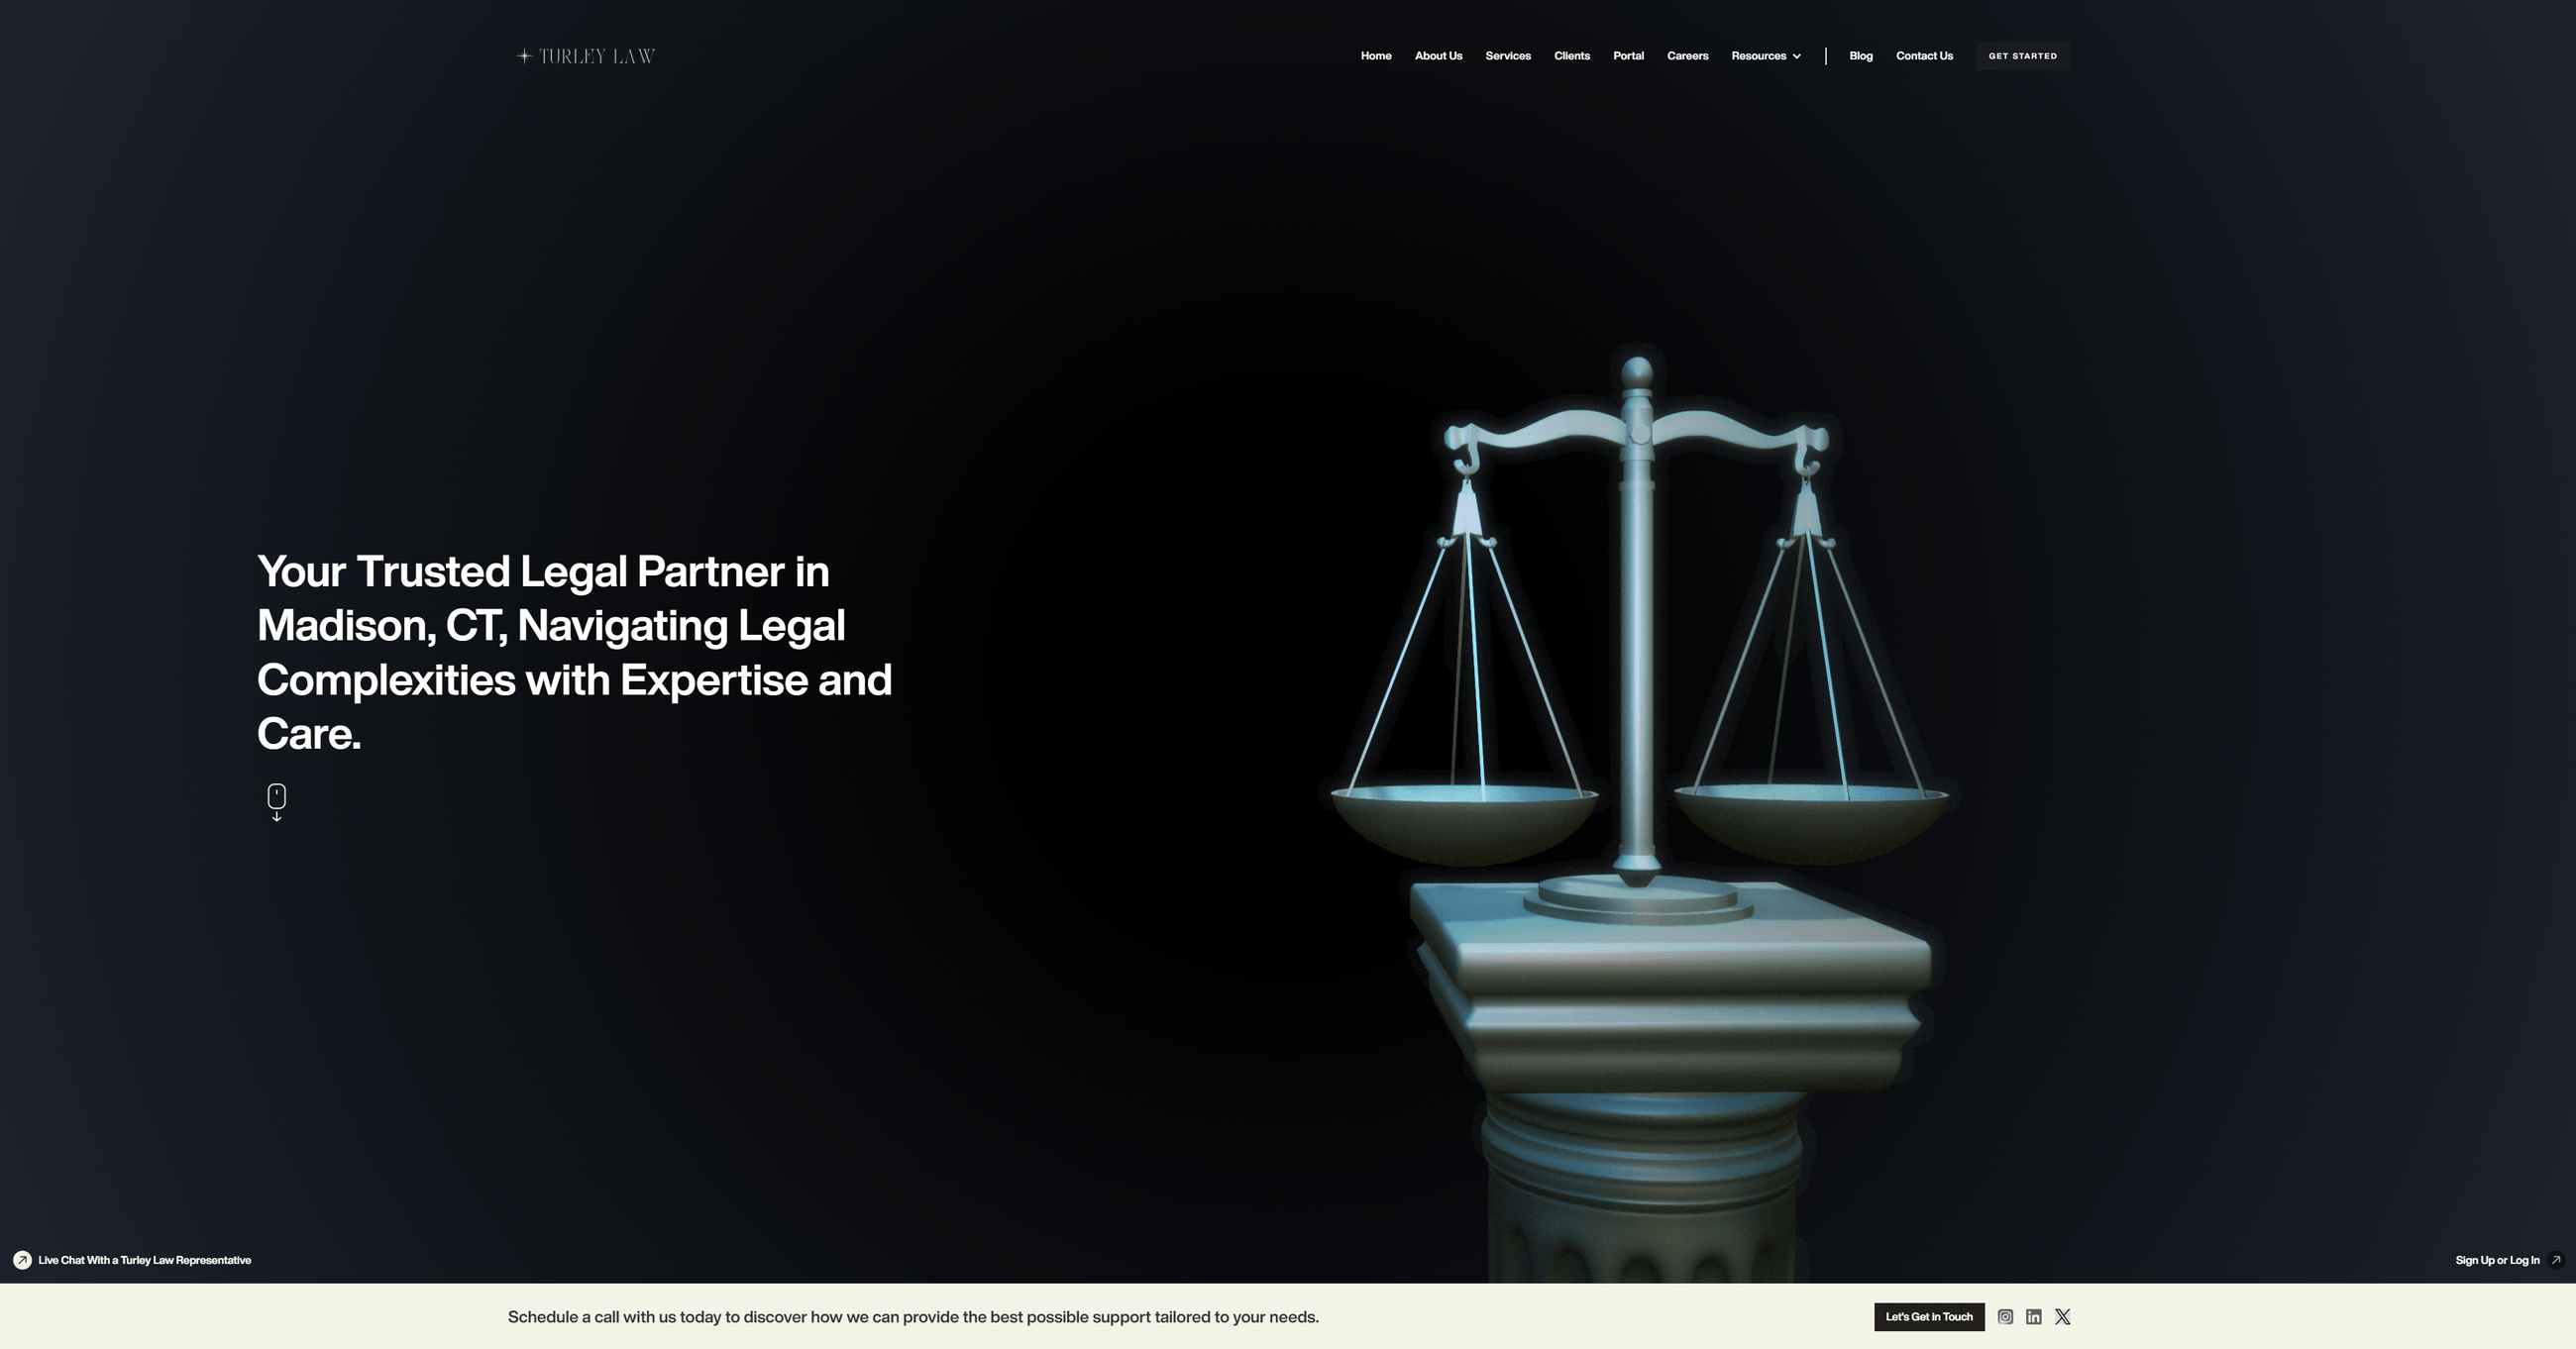 TURLEY LAW
Home About Us Services Clients Portal Careers Resources Blog Contact Us GET STARTED
Your Trusted Legal Partner in
Madison, CT, Navigating Legal
Complexities with Expertise and
Care.
Live Chat With a Turley Law Representative
Sign Up or Log In
Schedule a call with us today to discover how we can provide the best possible support tailored to your needs.
Let's Get in Touch